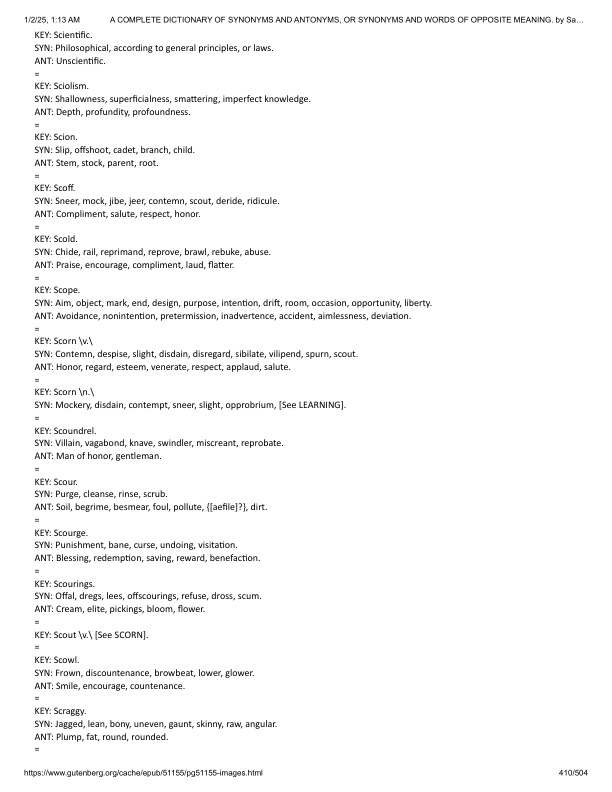 1/2/25, 1:13 AM A COMPLETE DICTIONARY OF SYNONYMS AND ANTONYMS, OR SYNONYMS AND WORDS OF OPPOSITE MEANING. by Sa…
KEY: Scientific.
SYN: Philosophical, according to general principles, or laws.
ANT: Unscientific.
=
KEY: Sciolism.
SYN: Shallowness, superficialness, smattering, imperfect knowledge.
ANT: Depth, profundity, profoundness.
=
KEY: Scion.
SYN: Slip, offshoot, cadet, branch, child.
ANT: Stem, stock, parent, root.
=
KEY: Scoff.
SYN: Sneer, mock, jibe, jeer, contemn, scout, deride, ridicule.
ANT: Compliment, salute, respect, honor.
=
KEY: Scold.
SYN: Chide, rail, reprimand, reprove, brawl, rebuke, abuse.
ANT: Praise, encourage, compliment, laud, flatter.
=
KEY: Scope.
SYN: Aim, object, mark, end, design, purpose, intention, drift, room, occasion, opportunity, liberty.
ANT: Avoidance, nonintention, pretermission, inadvertence, accident, aimlessness, deviation.
=
KEY: Scorn \v.\
SYN: Contemn, despise, slight, disdain, disregard, sibilate, vilipend, spurn, scout.
ANT: Honor, regard, esteem, venerate, respect, applaud, salute.
=
KEY: Scorn \n.\
SYN: Mockery, disdain, contempt, sneer, slight, opprobrium, [See LEARNING].
=
KEY: Scoundrel.
SYN: Villain, vagabond, knave, swindler, miscreant, reprobate.
ANT: Man of honor, gentleman.
=
KEY: Scour.
SYN: Purge, cleanse, rinse, scrub.
ANT: Soil, begrime, besmear, foul, pollute, {[aefile]?}, dirt.
=
KEY: Scourge.
SYN: Punishment, bane, curse, undoing, visitation.
ANT: Blessing, redemption, saving, reward, benefaction.
=
KEY: Scourings.
SYN: Offal, dregs, lees, offscourings, refuse, dross, scum.
ANT: Cream, elite, pickings, bloom, flower.
=
KEY: Scout \v.\ [See SCORN].
=
KEY: Scowl.
SYN: Frown, discountenance, browbeat, lower, glower.
ANT: Smile, encourage, countenance.
=
KEY: Scraggy.
SYN: Jagged, lean, bony, uneven, gaunt, skinny, raw, angular.
ANT: Plump, fat, round, rounded.
=
https://www.gutenberg.org/cache/epub/51155/pg51155-images.html 410/504